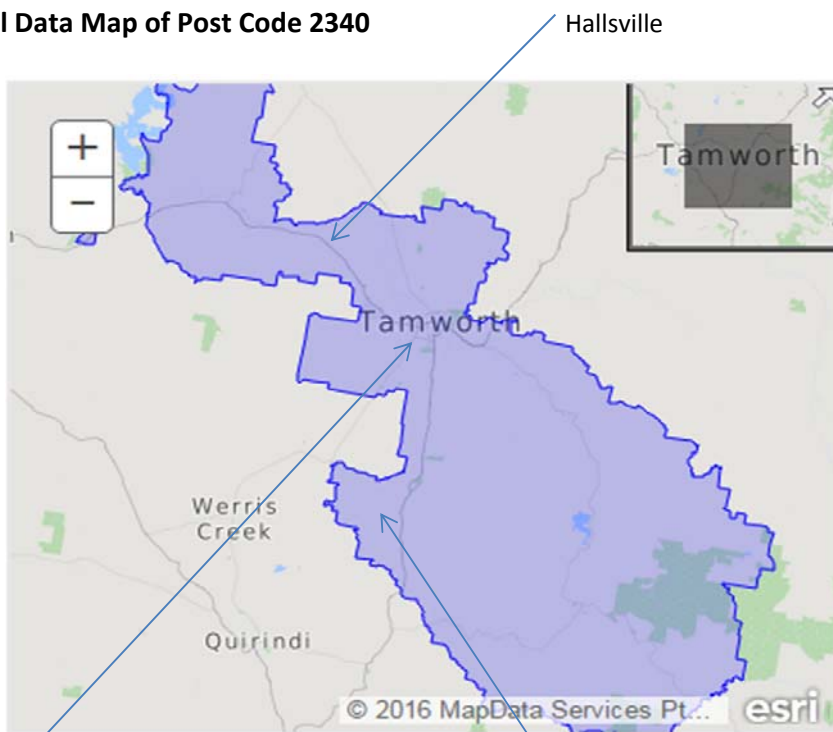 l Data Map of Post Code 2340
Hallsville
+
−
Tamworth
Tamworth
Werris
Creek
Quirindi
© 2016 MapData Services Pt...
esri